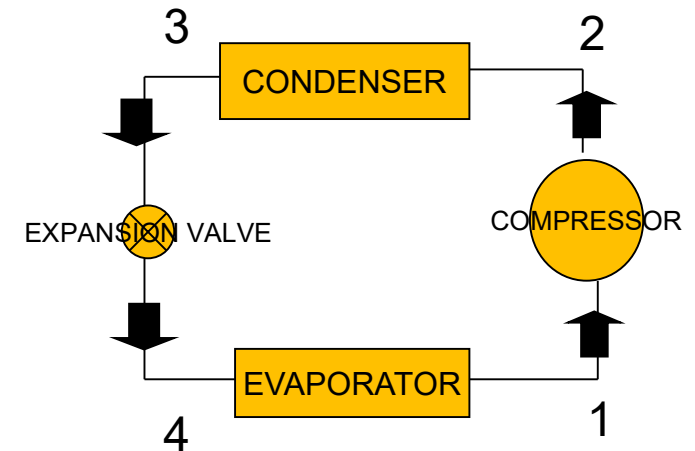 3
2
CONDENSER
EXPANSION VALVE
COMPRESSOR
EVAPORATOR
4
1